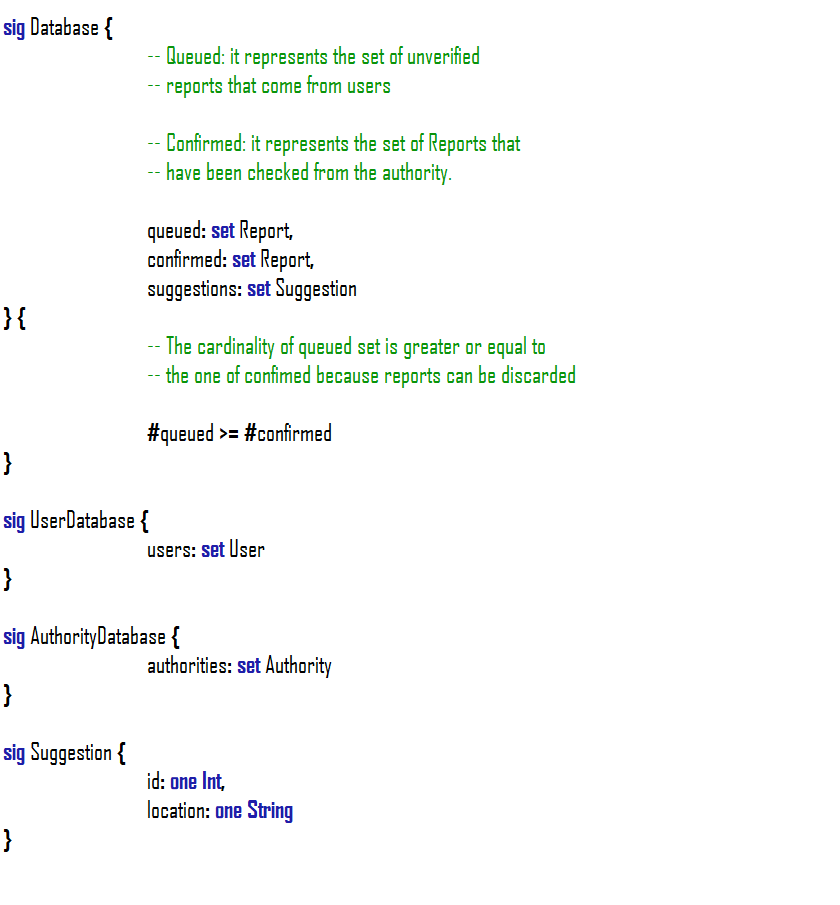 sig Database {
-- Queued: it represents the set of unverified
-- reports that come from users
-- Confirmed: it represents the set of Reports that
-- have been checked from the authority.
queued: set Report,
confirmed: set Report,
suggestions: set Suggestion
} {
-- The cardinality of queued set is greater or equal to
-- the one of confimed because reports can be discarded
#queued >= #confirmed
}
sig UserDatabase {
users: set User
}
sig AuthorityDatabase {
authorities: set Authority
}
sig Suggestion {
id: one Int,
location: one String
}